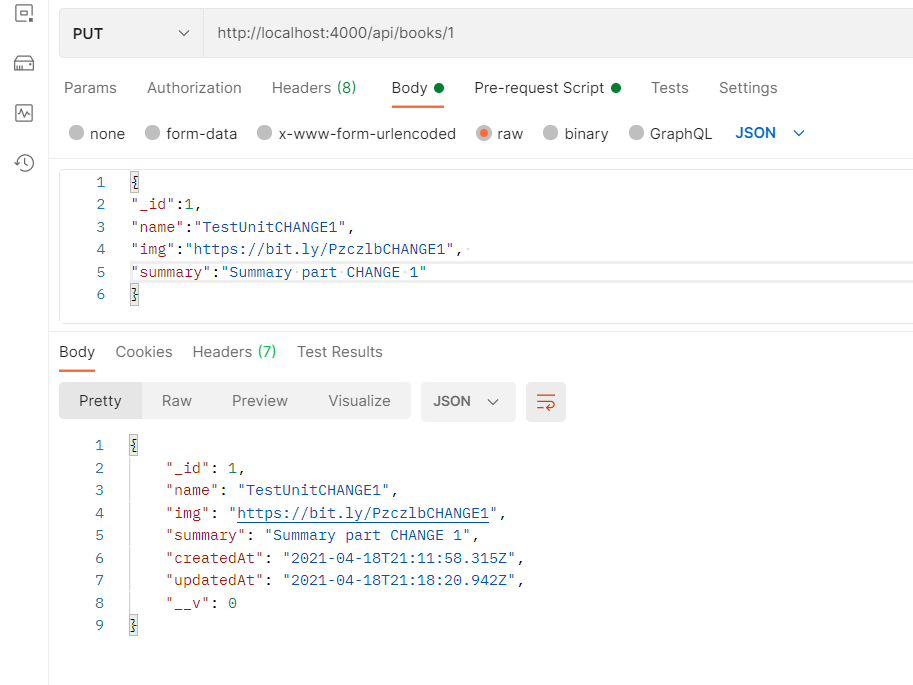 PUT http://localhost:4000/api/books/1
Params Authorization Headers (8) Body Pre-request Script Tests Settings
none form-data x-www-form-urlencoded raw binary GraphQL JSON
1 {
2 "_id":1,
3 "name":"TestUnitCHANGE1",
4 "img":"https://bit.ly/PzczlbCHANGE1",
5 "summary":"Summary part CHANGE 1"
6 }
Body Cookies Headers (7) Test Results
Pretty Raw Preview Visualize JSON
1 {
2 "_id": 1,
3 "name": "TestUnitCHANGE1",
4 "img": "https://bit.ly/PzczlbCHANGE1",
5 "summary": "Summary part CHANGE 1",
6 "createdAt": "2021-04-18T21:11:58.315Z",
7 "updatedAt": "2021-04-18T21:18:20.942Z",
8 "__v": 0
9 }